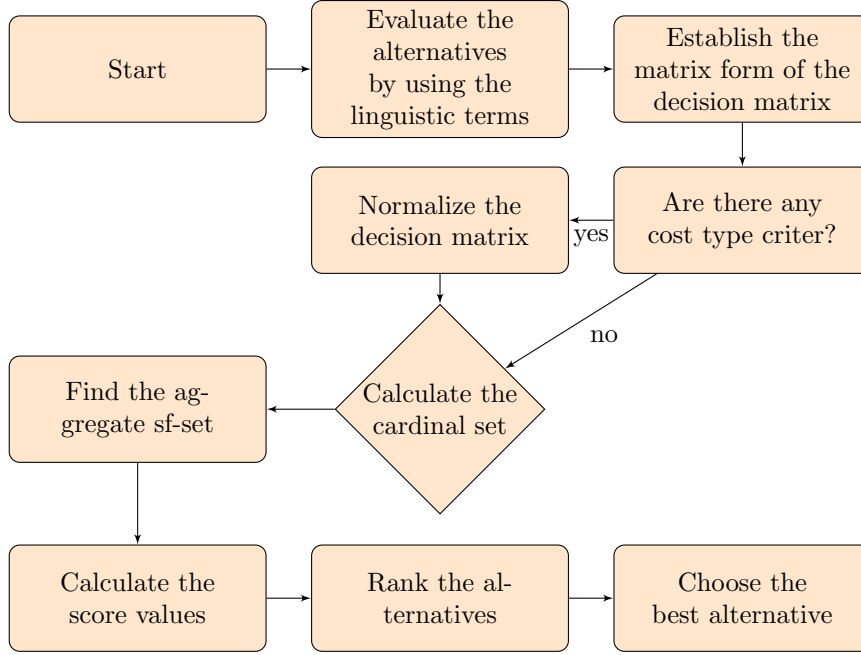 Start
Evaluate the
alternatives
by using the
linguistic terms
Establish the
matrix form of the
decision matrix
Normalize the
decision matrix
yes
Are there any
cost type criter?
no
Calculate the
cardinal set
Find the ag-
gregate sf-set
Calculate the
score values
Rank the al-
ternatives
Choose the
best alternative